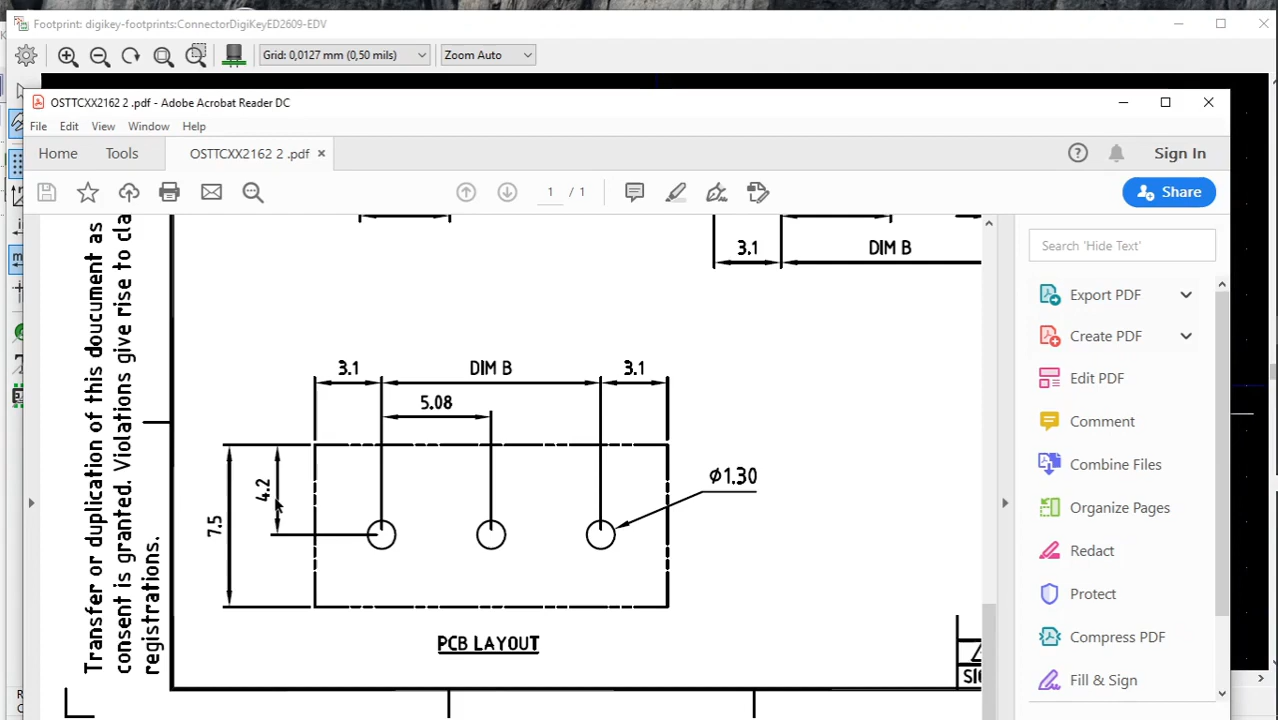 Footprint: digikey-footprints:ConnectorDigiKeyED2609-EDV
Grid: 0,0127 mm (0,50 mils)
Zoom Auto
OSTTCXX2162 2 .pdf - Adobe Acrobat Reader DC
File Edit View Window Help
Home Tools OSTTCXX2162 2 .pdf × Sign In
1 / 1 Share
Transfer or duplication of this doucument as
consent is granted. Violations give rise to cla
registrations.
3.1 DIM B
3.1 DIM B 3.1
5.08
4.2
7.5
Ø1.30
PCB LAYOUT
Search 'Hide Text'
Export PDF
Create PDF
Edit PDF
Comment
Combine Files
Organize Pages
Redact
Protect
Compress PDF
Fill & Sign